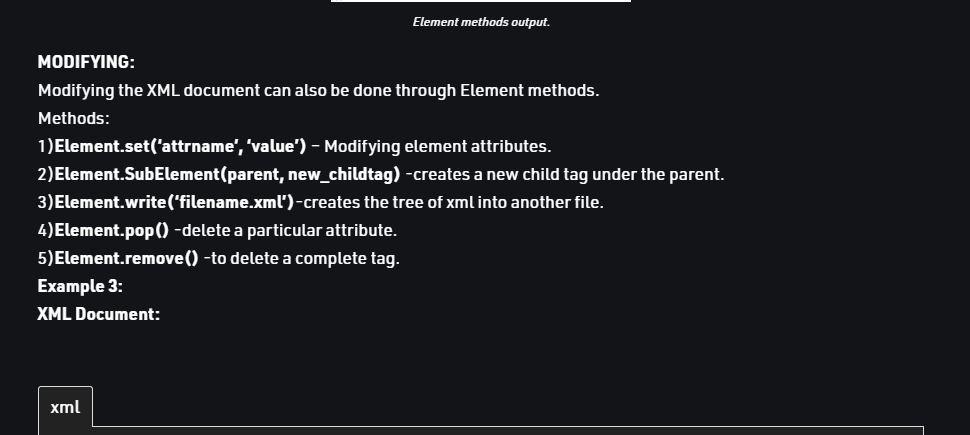 Element methods output.
MODIFYING:
Modifying the XML document can also be done through Element methods.
Methods:
1)Element.set(‘attrname’, ‘value’) – Modifying element attributes.
2)Element.SubElement(parent, new_childtag) -creates a new child tag under the parent.
3)Element.write(‘filename.xml’)-creates the tree of xml into another file.
4)Element.pop() -delete a particular attribute.
5)Element.remove() -to delete a complete tag.
Example 3:
XML Document:
xml